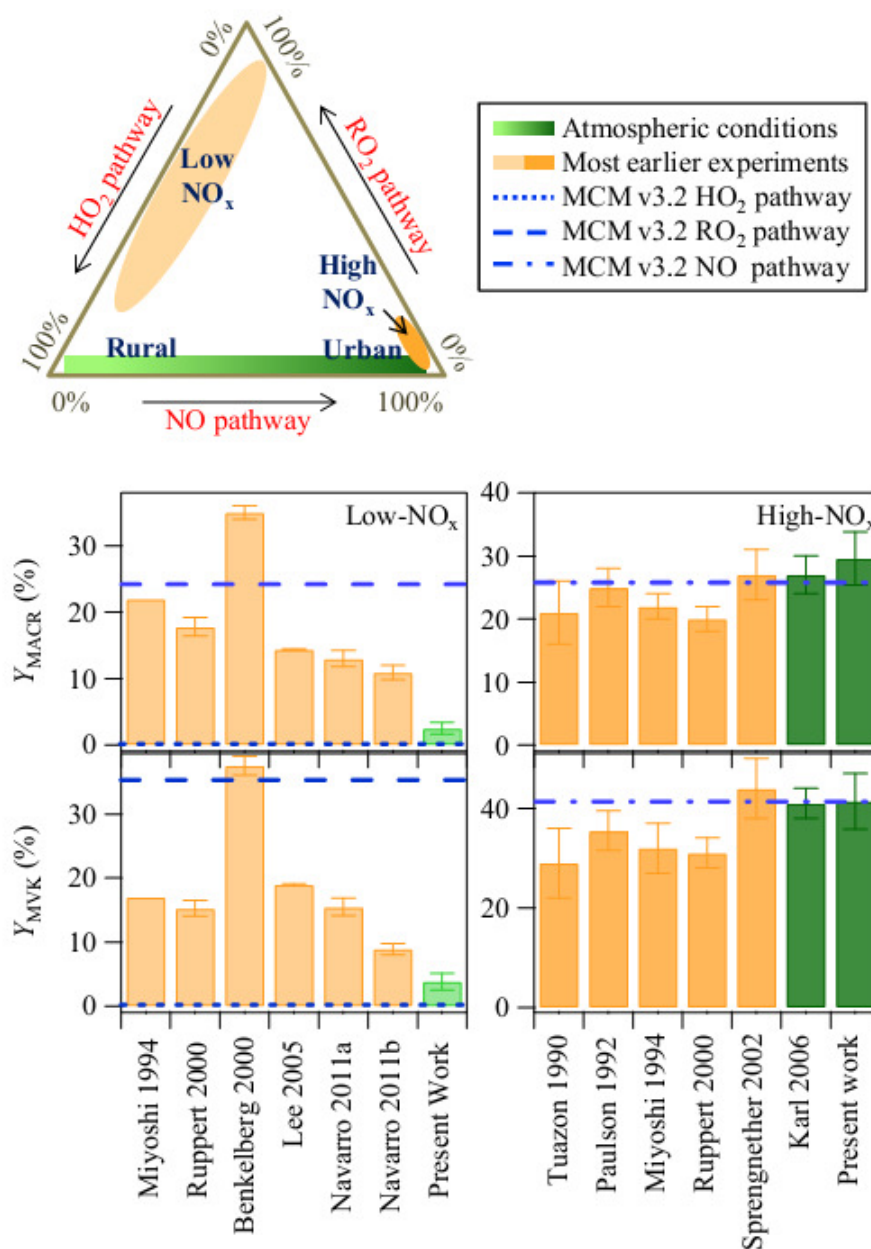 0%
100%
HO₂ pathway
RO₂ pathway
Low
NOₓ
High
NOₓ
Rural
Urban
100%
0%
0%
100%
NO pathway
Atmospheric conditions
Most earlier experiments
MCM v3.2 HO₂ pathway
MCM v3.2 RO₂ pathway
MCM v3.2 NO pathway
Low-NOₓ
Y_MACR (%)
30
20
10
0
Y_MVK (%)
30
20
10
0
Miyoshi 1994
Ruppert 2000
Benkelberg 2000
Lee 2005
Navarro 2011a
Navarro 2011b
Present Work
High-NOₓ
40
30
20
10
0
40
20
0
Tuazon 1990
Paulson 1992
Miyoshi 1994
Ruppert 2000
Sprengnether 2002
Karl 2006
Present work